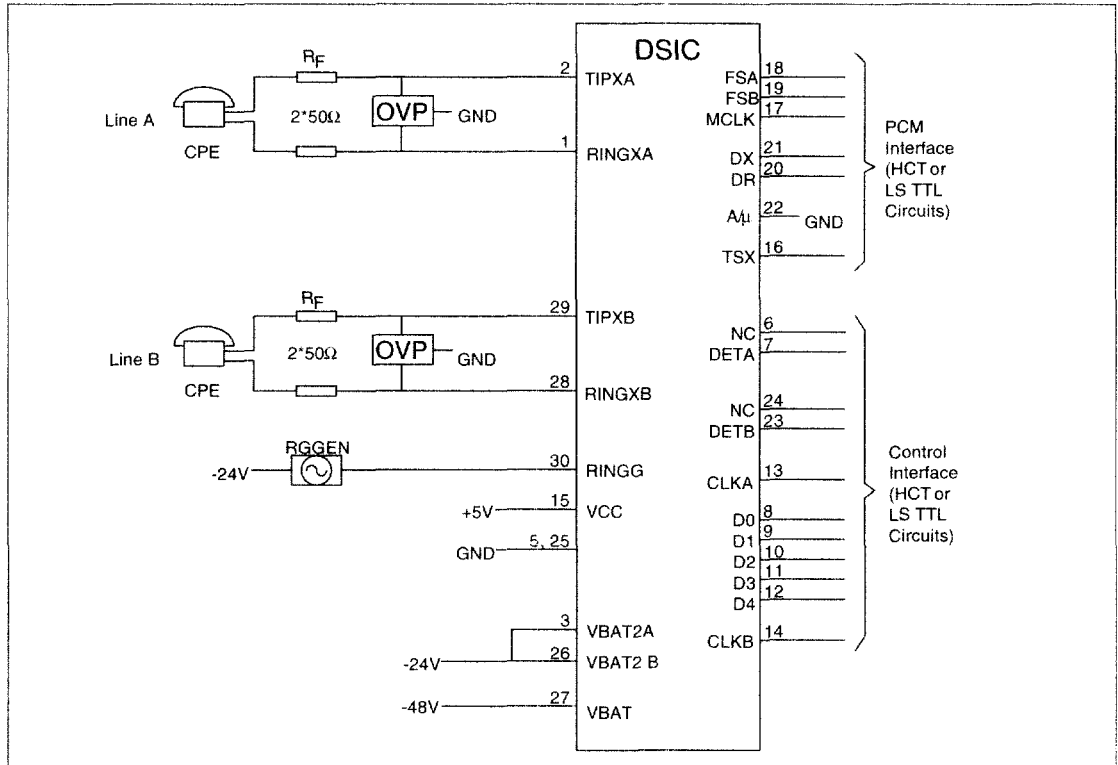 DSIC
RF
2*50Ω
OVP
GND
Line A
CPE
2
TIPXA
1
RINGXA
RF
2*50Ω
OVP
GND
Line B
CPE
29
TIPXB
28
RINGXB
RGGEN
-24V
30
RINGG
+5V
15
VCC
GND
5, 25
3
VBAT2A
-24V
26
VBAT2 B
-48V
27
VBAT
FSA
18
FSB
19
MCLK
17
DX
21
DR
20
A/μ
22
GND
TSX
16
PCM
Interface
(HCT or
LS TTL
Circuits)
NC
6
DETA
7
NC
24
DETB
23
CLKA
13
D0
8
D1
9
D2
10
D3
11
D4
12
CLKB
14
Control
Interface
(HCT or
LS TTL
Circuits)